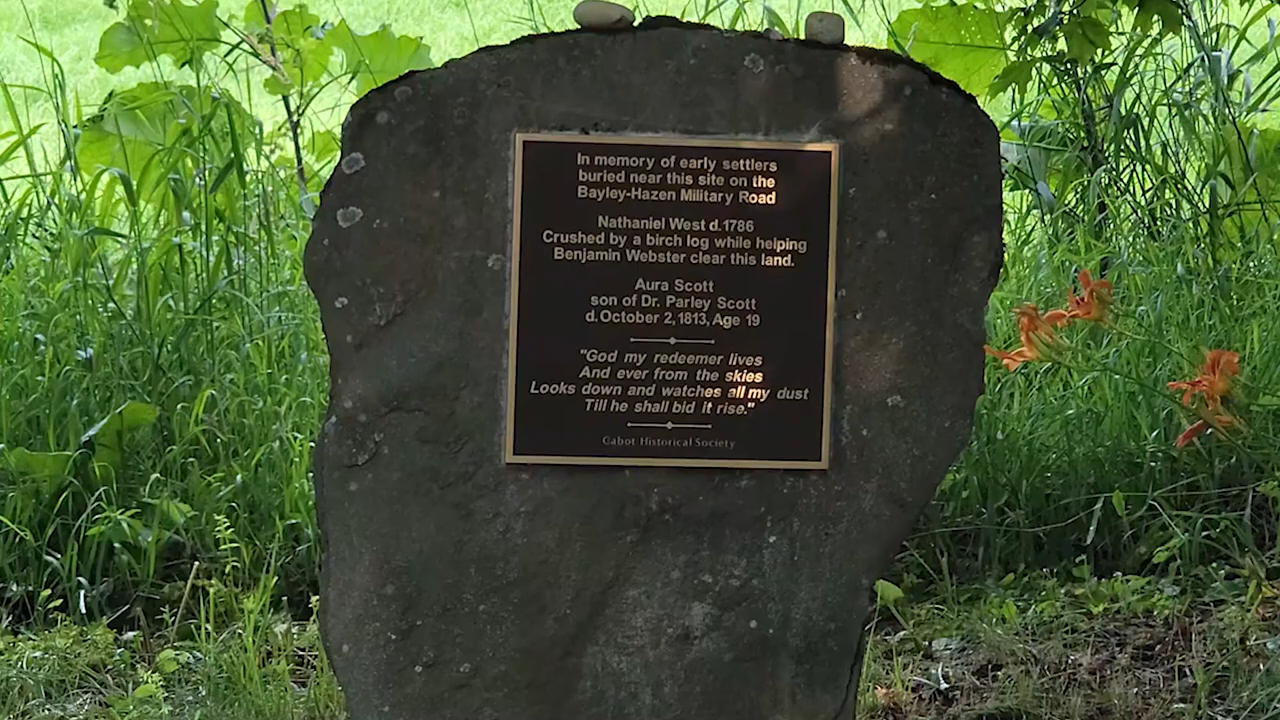 In memory of early settlers
buried near this site on the
Bayley-Hazen Military Road
Nathaniel West d.1786
Crushed by a birch log while helping
Benjamin Webster clear this land.
Aura Scott
son of Dr. Parley Scott
d.October 2,1813, Age 19
"God my redeemer lives
And ever from the skies
Looks down and watches all my dust
Till he shall bid it rise."
Cabot Historical Society